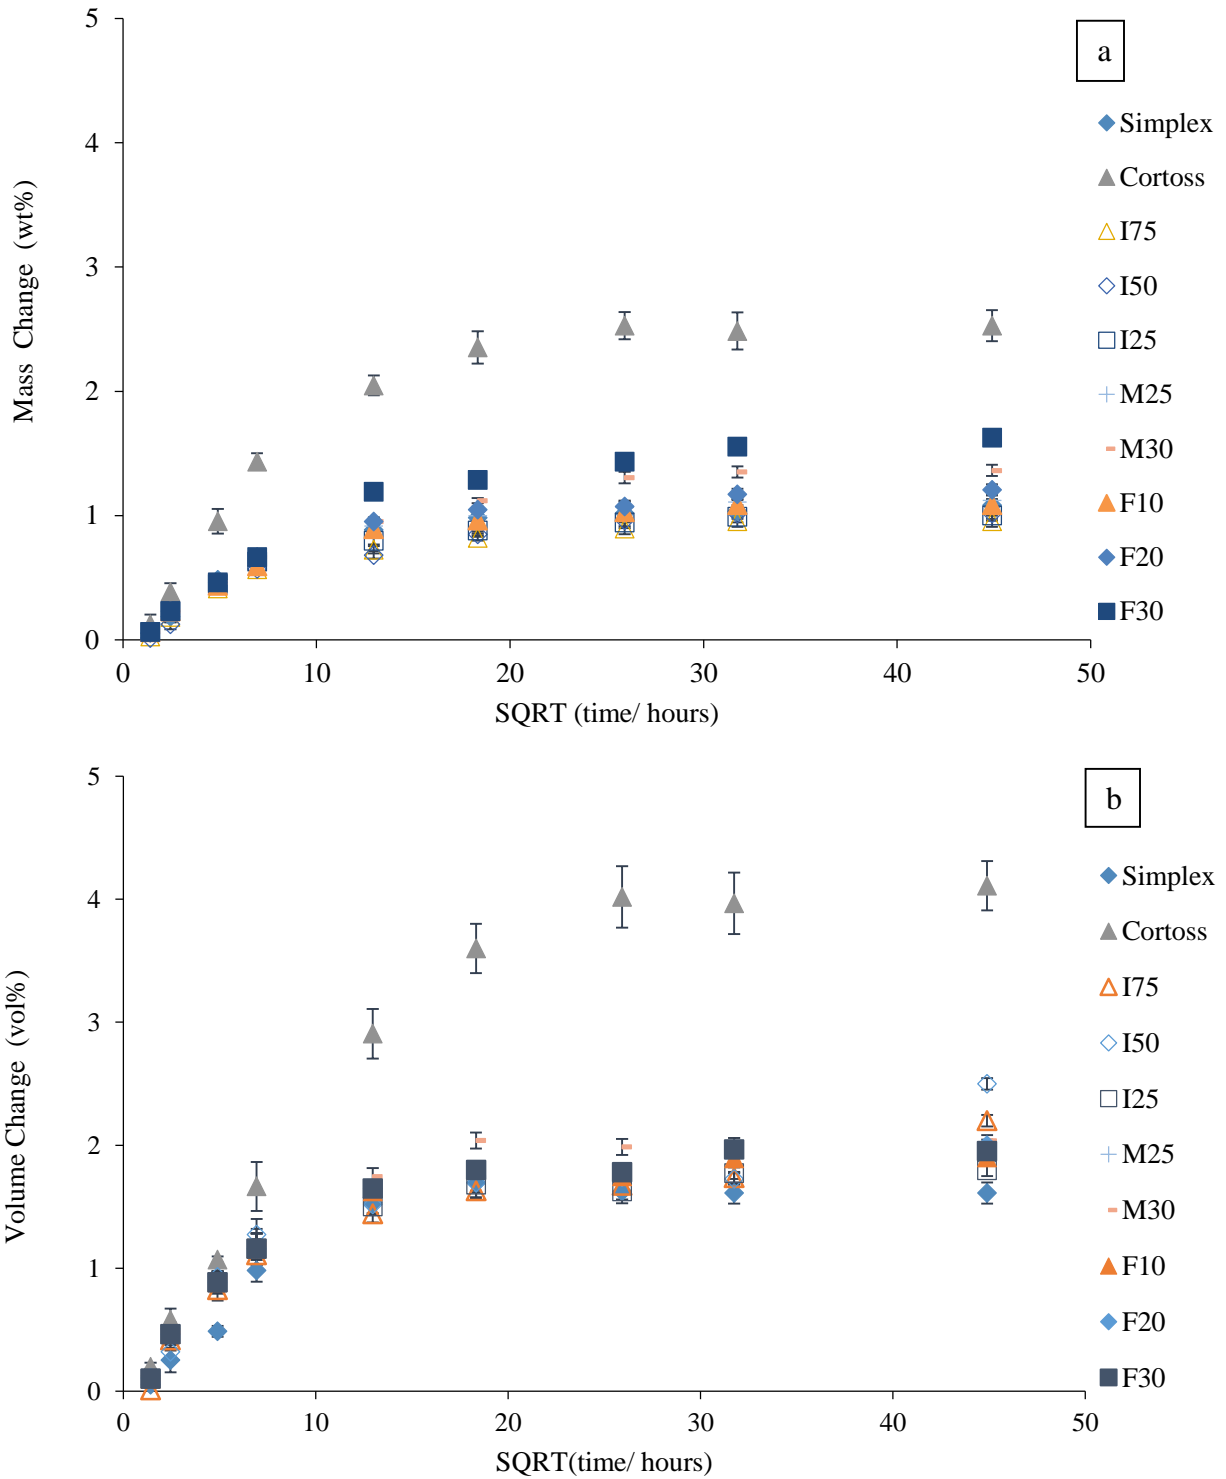 5
a
Simplex
4
Cortoss
I75
3
I50
I25
2
M25
M30
F10
1
F20
F30
0
0 10 20 30 40 50
SQRT (time/ hours)
Mass Change (wt%)
5
b
Simplex
4
Cortoss
I75
3
I50
I25
2
M25
M30
F10
1
F20
F30
0
0 10 20 30 40 50
SQRT(time/ hours)
Volume Change (vol%)